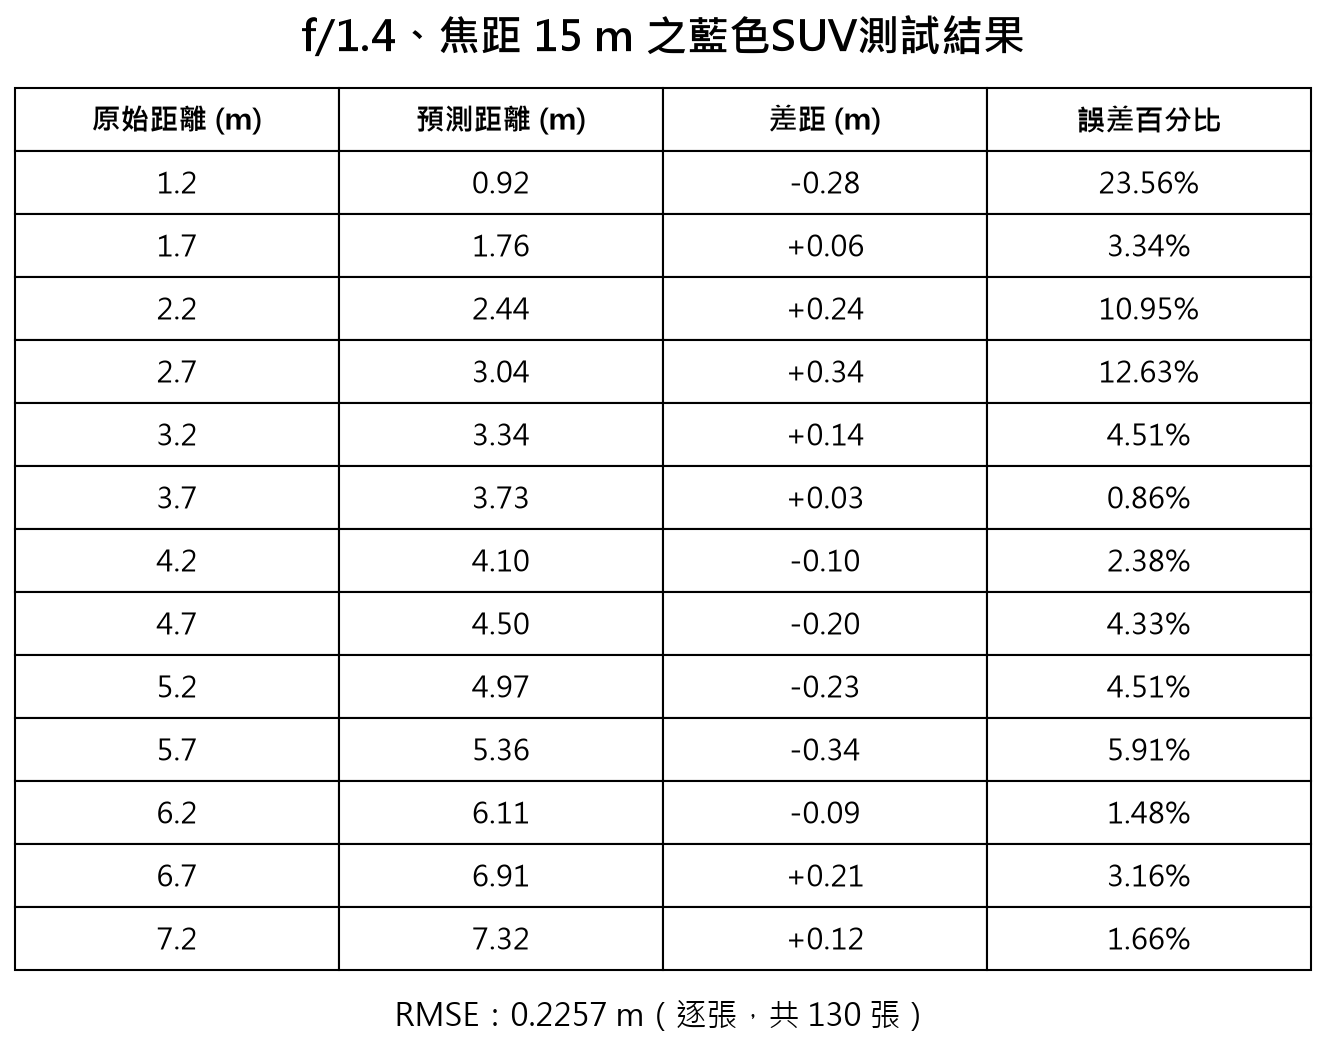 f/1.4、焦距 15 m 之藍色SUV測試結果
原始距離 (m) 預測距離 (m) 差距 (m) 誤差百分比
1.2 0.92 -0.28 23.56%
1.7 1.76 +0.06 3.34%
2.2 2.44 +0.24 10.95%
2.7 3.04 +0.34 12.63%
3.2 3.34 +0.14 4.51%
3.7 3.73 +0.03 0.86%
4.2 4.10 -0.10 2.38%
4.7 4.50 -0.20 4.33%
5.2 4.97 -0.23 4.51%
5.7 5.36 -0.34 5.91%
6.2 6.11 -0.09 1.48%
6.7 6.91 +0.21 3.16%
7.2 7.32 +0.12 1.66%
RMSE：0.2257 m（逐張，共 130 張）